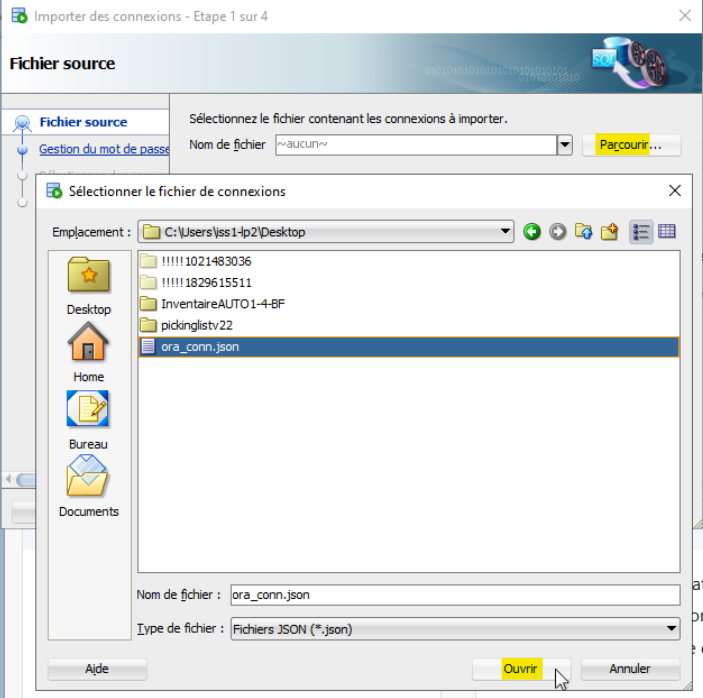 Importer des connexions - Etape 1 sur 4
Fichier source
SQL
Fichier source
Sélectionnez le fichier contenant les connexions à importer.
Gestion du mot de passe
Nom de fichier ~aucun~ Parcourir...
Sélectionner le fichier de connexions
Emplacement : C:\Users\iss1-lp2\Desktop
!!!!!1021483036
!!!!!1829615511
InventaireAUTO1-4-BF
pickinglistv22
ora_conn.json
Desktop
Home
Bureau
Documents
Nom de fichier : ora_conn.json
Type de fichier : Fichiers JSON (*.json)
Aide Ouvrir Annuler